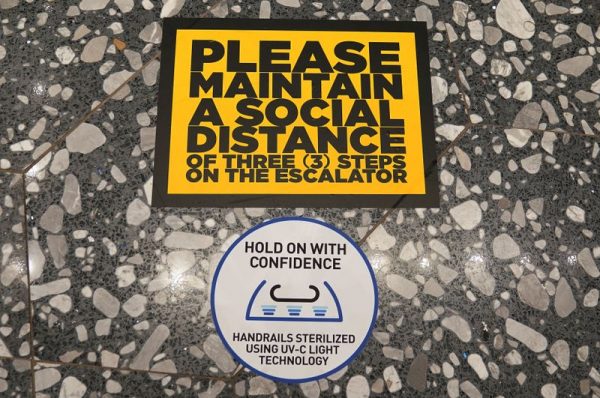 PLEASE
MAINTAIN
A SOCIAL
DISTANCE
OF THREE (3) STEPS
ON THE ESCALATOR
HOLD ON WITH
CONFIDENCE
HANDRAILS STERILIZED
USING UV-C LIGHT
TECHNOLOGY